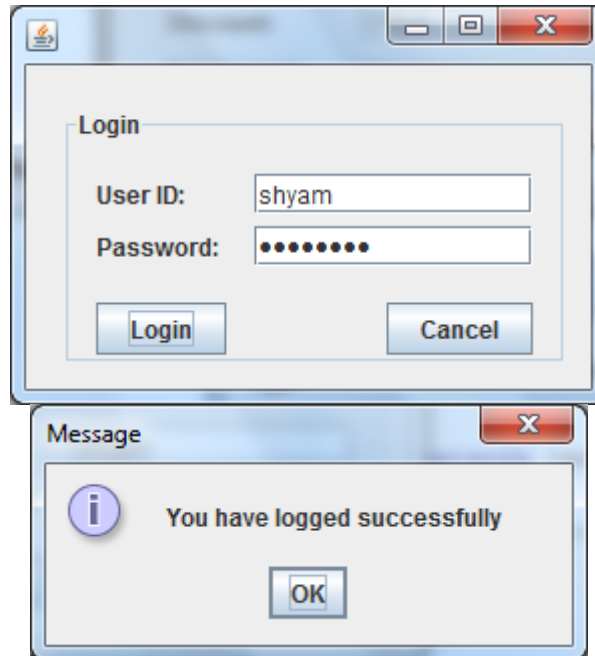 Login
User ID: shyam
Password: ••••••••
Login Cancel
Message
You have logged successfully
OK